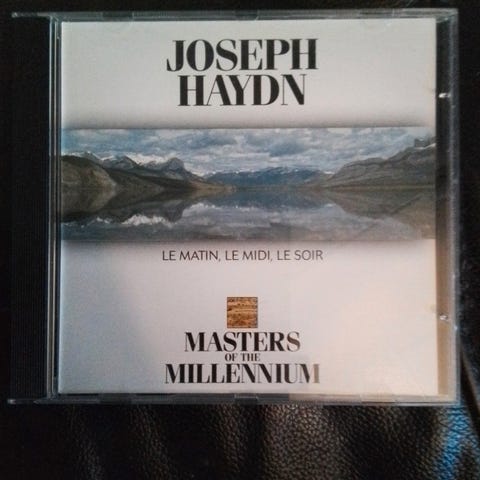 JOSEPH
HAYDN
LE MATIN, LE MIDI, LE SOIR
MASTERS
OF THE
MILLENNIUM